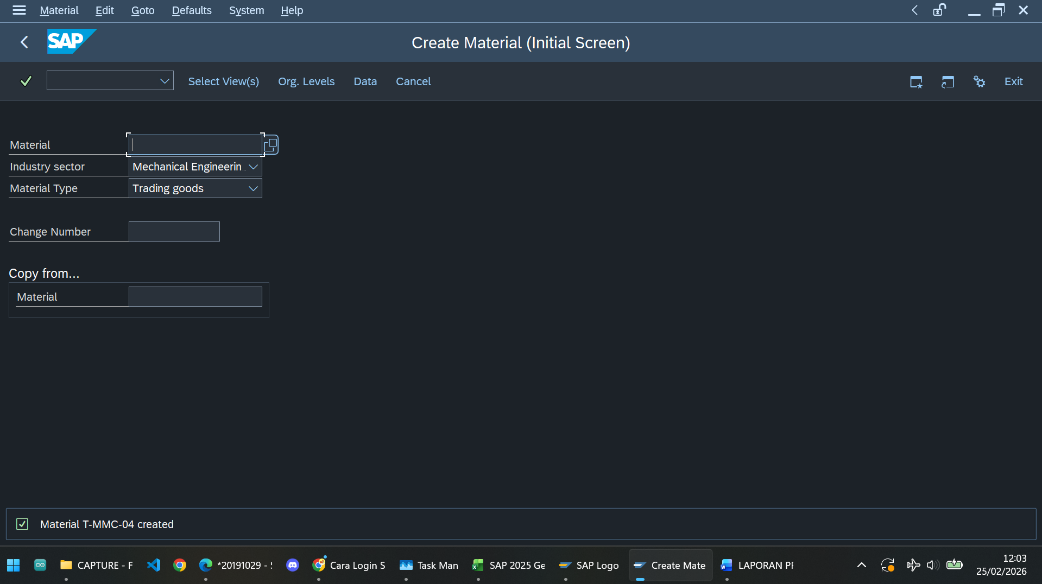 Material Edit Goto Defaults System Help
SAP Create Material (Initial Screen)
Select View(s) Org. Levels Data Cancel Exit
Material
Industry sector Mechanical Engineerin
Material Type Trading goods
Change Number
Copy from...
Material
Material T-MMC-04 created
CAPTURE - F *20191029 - Cara Login S Task Man SAP 2025 Ge SAP Logo Create Mate LAPORAN PI 12:03
25/02/2026